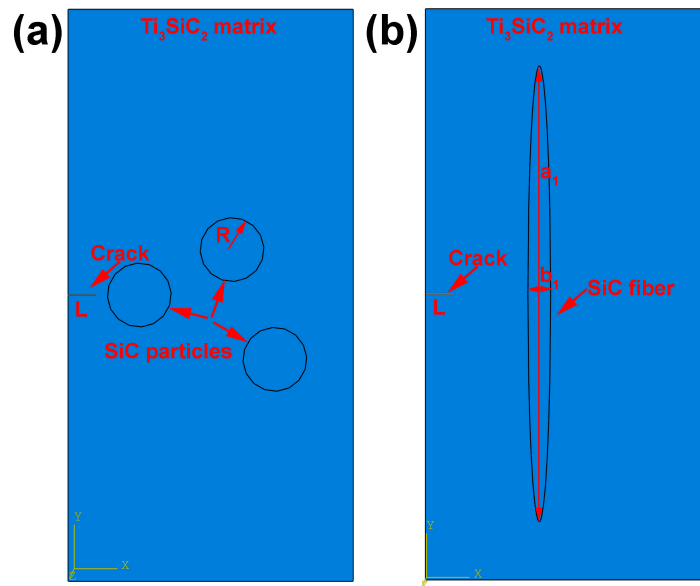 (a)
Ti₃SiC₂ matrix
R
Crack
L
SiC particles
Y
X
Z
(b)
Ti₃SiC₂ matrix
a₁
Crack
b₁
L
SiC fiber
Y
X